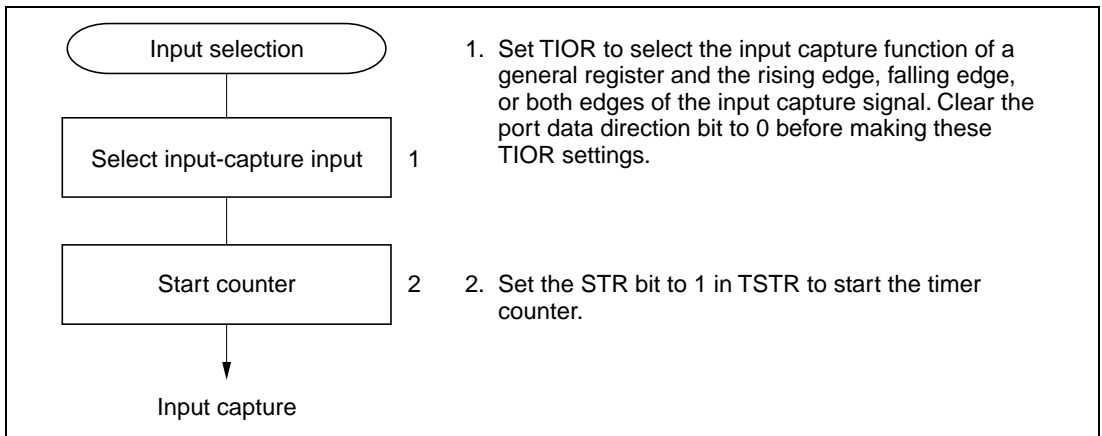 Input selection
1. Set TIOR to select the input capture function of a
general register and the rising edge, falling edge,
or both edges of the input capture signal. Clear the
port data direction bit to 0 before making these
TIOR settings.
Select input-capture input 1
Start counter 2
2. Set the STR bit to 1 in TSTR to start the timer
counter.
Input capture